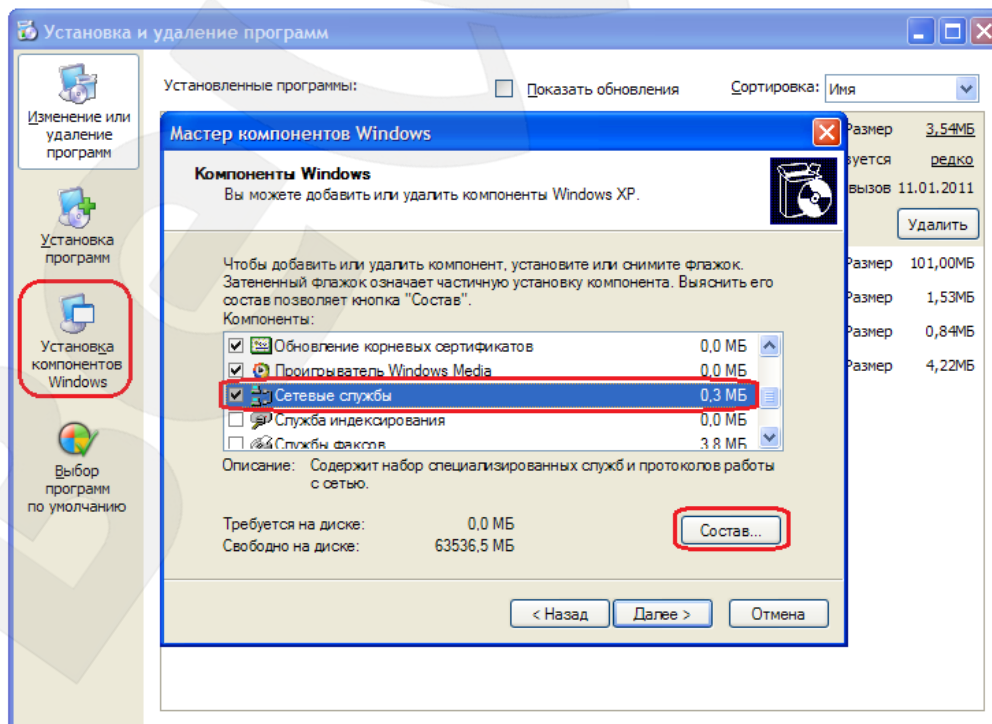 Установка и удаление программ
Изменение или
удаление
программ
Установка
программ
Установка
компонентов
Windows
Выбор
программ
по умолчанию
Установленные программы:
Показать обновления
Сортировка:
Имя
Размер 3,54МБ
зуется редко
вызов 11.01.2011
Удалить
Размер 101,00МБ
Размер 1,53МБ
Размер 0,84МБ
Размер 4,22МБ
Мастер компонентов Windows
Компоненты Windows
Вы можете добавить или удалить компоненты Windows XP.
Чтобы добавить или удалить компонент, установите или снимите флажок.
Затененный флажок означает частичную установку компонента. Выяснить его
состав позволяет кнопка "Состав".
Компоненты:
Обновление корневых сертификатов 0,0 МБ
Проигрыватель Windows Media 0,0 МБ
Сетевые службы 0,3 МБ
Служба индексирования 0,0 МБ
Службы факсов 3,8 МБ
Описание: Содержит набор специализированных служб и протоколов работы
с сетью.
Требуется на диске: 0,0 МБ
Свободно на диске: 63536,5 МБ
Состав...
< Назад
Далее >
Отмена